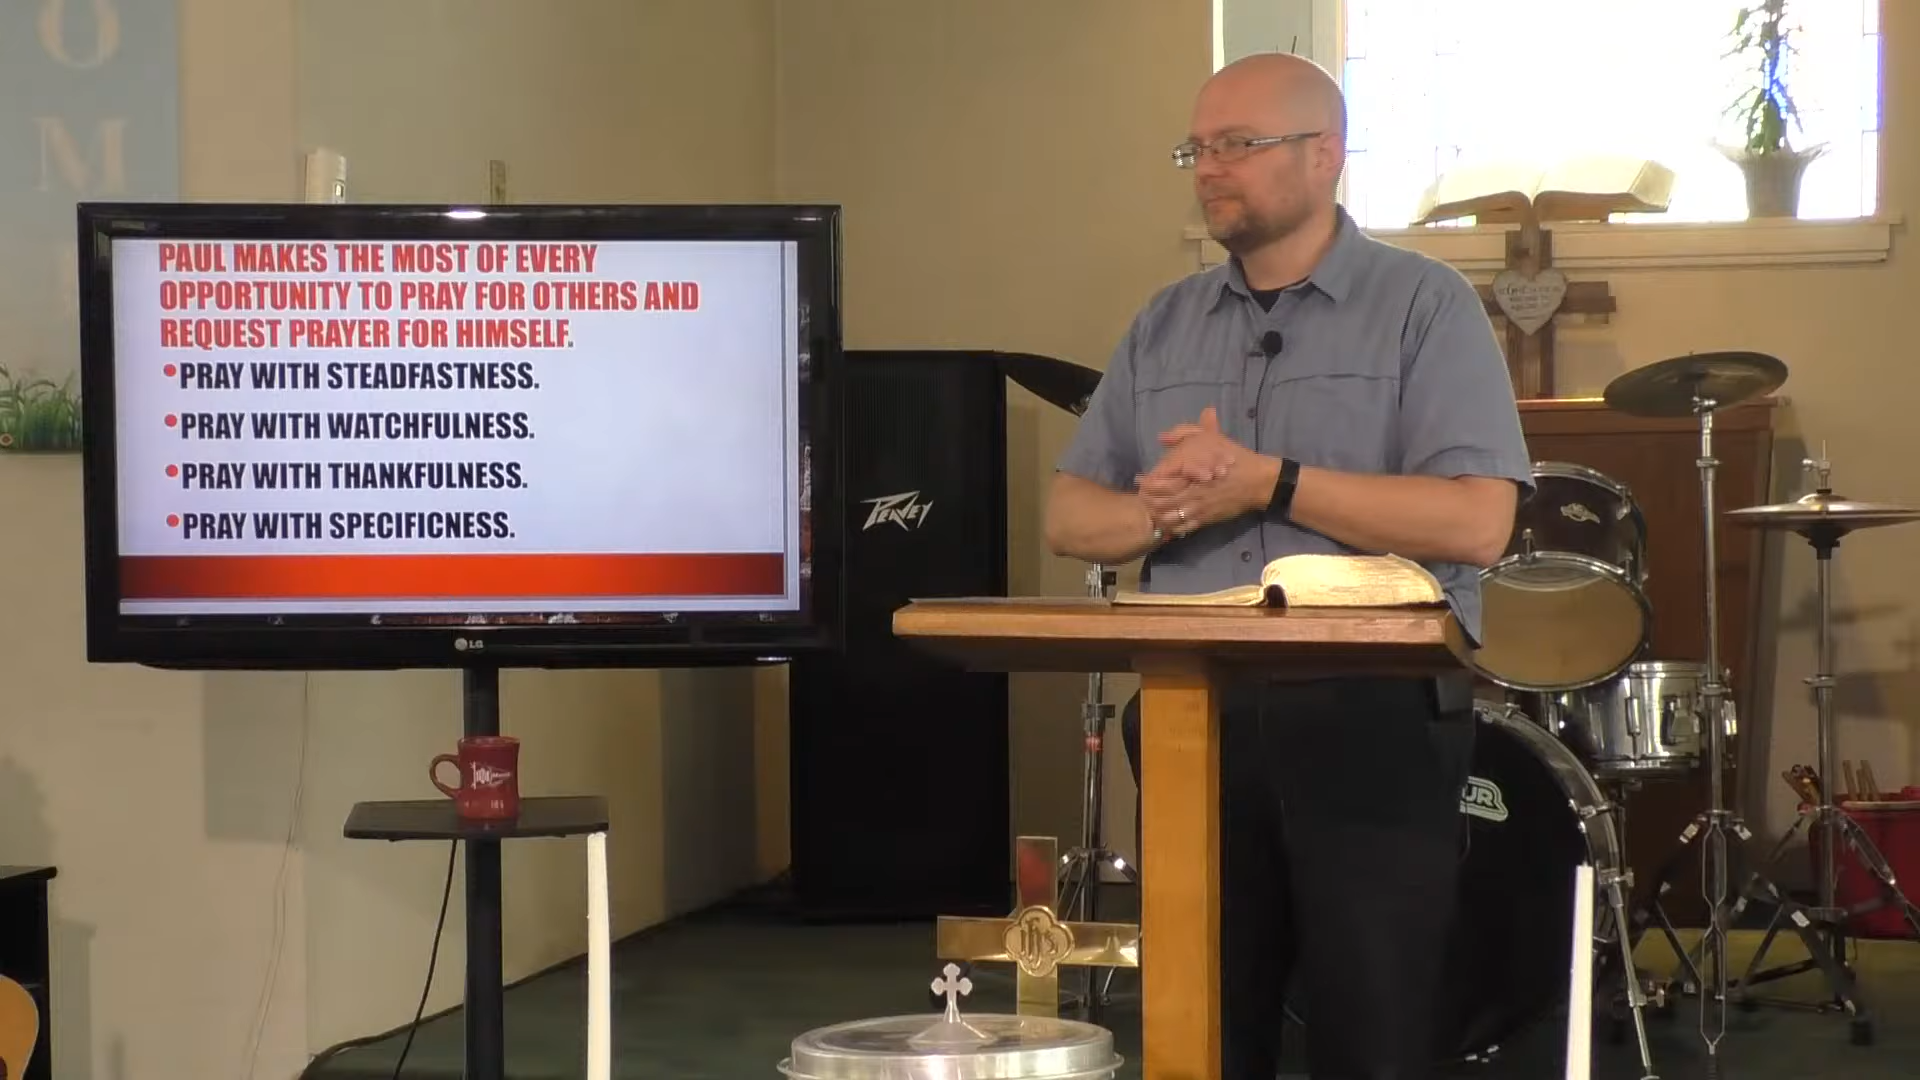 O
M
PAUL MAKES THE MOST OF EVERY
OPPORTUNITY TO PRAY FOR OTHERS AND
REQUEST PRAYER FOR HIMSELF.
•PRAY WITH STEADFASTNESS.
•PRAY WITH WATCHFULNESS.
•PRAY WITH THANKFULNESS.
•PRAY WITH SPECIFICNESS.
LG
PEAVEY
ihs